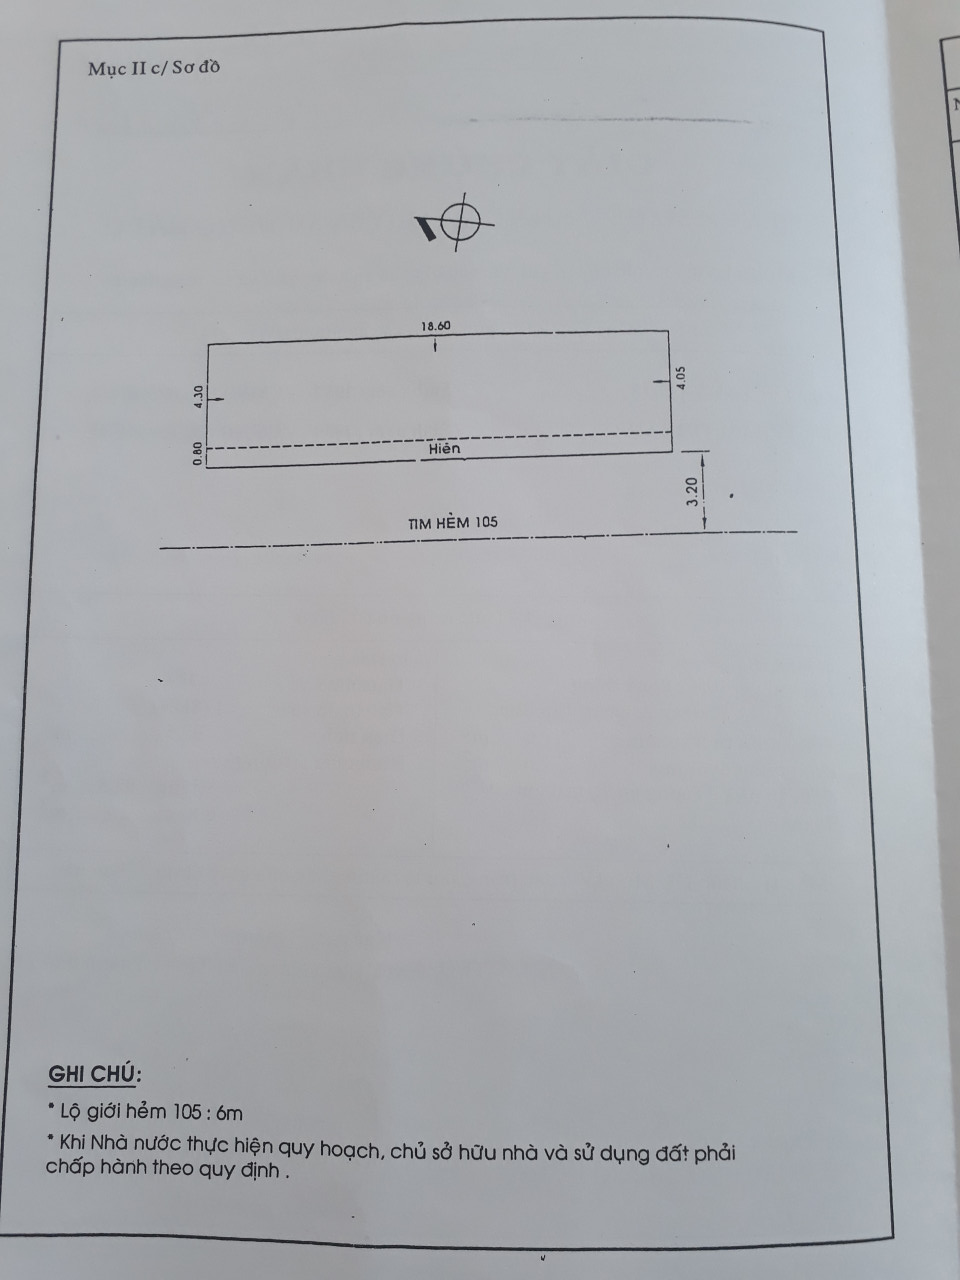 Mục II c/ Sơ đồ
18.60
4.30
4.05
0.80
Hiên
3.20
TIM HẺM 105
GHI CHÚ:
* Lộ giới hẻm 105 : 6m
* Khi Nhà nước thực hiện quy hoạch, chủ sở hữu nhà và sử dụng đất phải
chấp hành theo quy định .